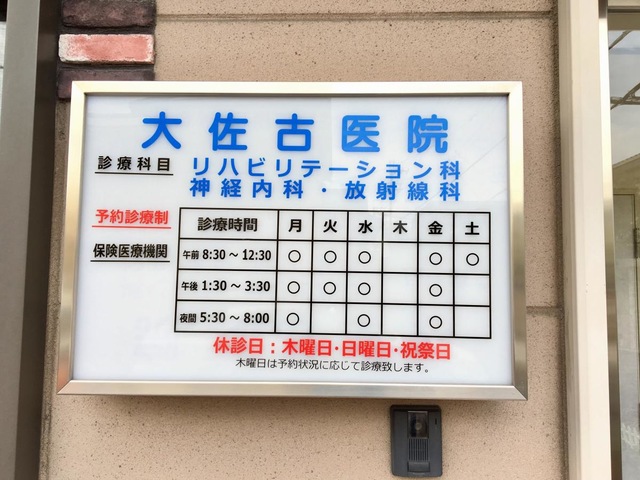 大佐古医院
診療科目 リハビリテーション科
神経内科・放射線科
予約診療制
保険医療機関
診療時間 月 火 水 木 金 土
午前 8:30～12:30 ○ ○ ○ ○ ○
午後 1:30～3:30 ○ ○ ○ ○
夜間 5:30～8:00 ○ ○ ○
休診日：木曜日・日曜日・祝祭日
木曜日は予約状況に応じて診療致します。